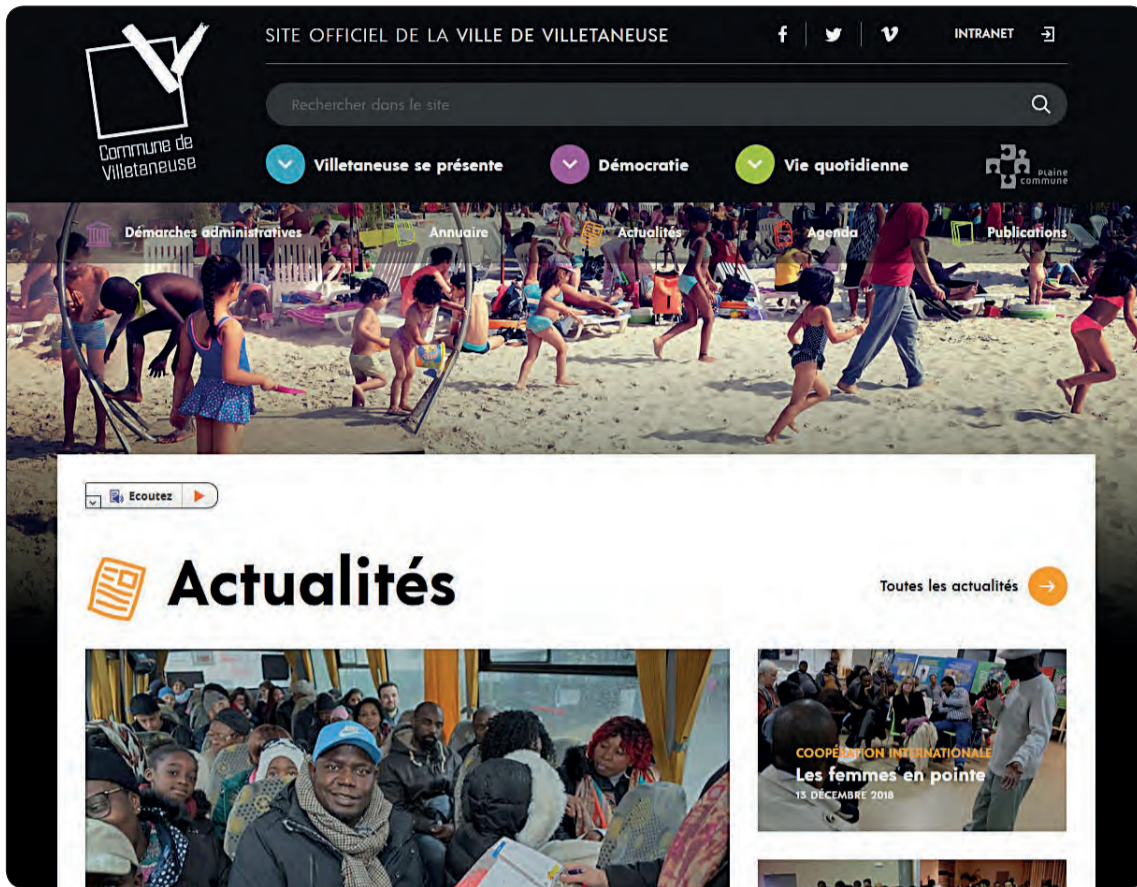 SITE OFFICIEL DE LA VILLE DE VILLETANEUSE
INTRANET
Commune de
Villetaneuse
Rechercher dans le site
Villetaneuse se présente
Démocratie
Vie quotidienne
PLAINE
COMMUNE
Démarches administratives
Annuaire
Actualités
Agenda
Publications
Ecoutez
Actualités
Toutes les actualités
COOPÉRATION INTERNATIONALE
Les femmes en pointe
13 DÉCEMBRE 2018